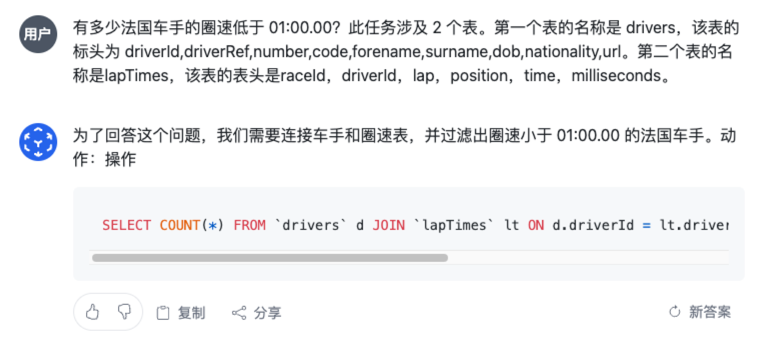 用户
有多少法国车手的圈速低于 01:00.00？此任务涉及 2 个表。第一个表的名称是 drivers，该表的
标头为 driverId,driverRef,number,code,forename,surname,dob,nationality,url。第二个表的名
称是lapTimes，该表的表头是raceId，driverId，lap，position，time，milliseconds。
为了回答这个问题，我们需要连接车手和圈速表，并过滤出圈速小于 01:00.00 的法国车手。动
作：操作
SELECT COUNT(*) FROM `drivers` d JOIN `lapTimes` lt ON d.driverId = lt.driver
复制 分享 新答案